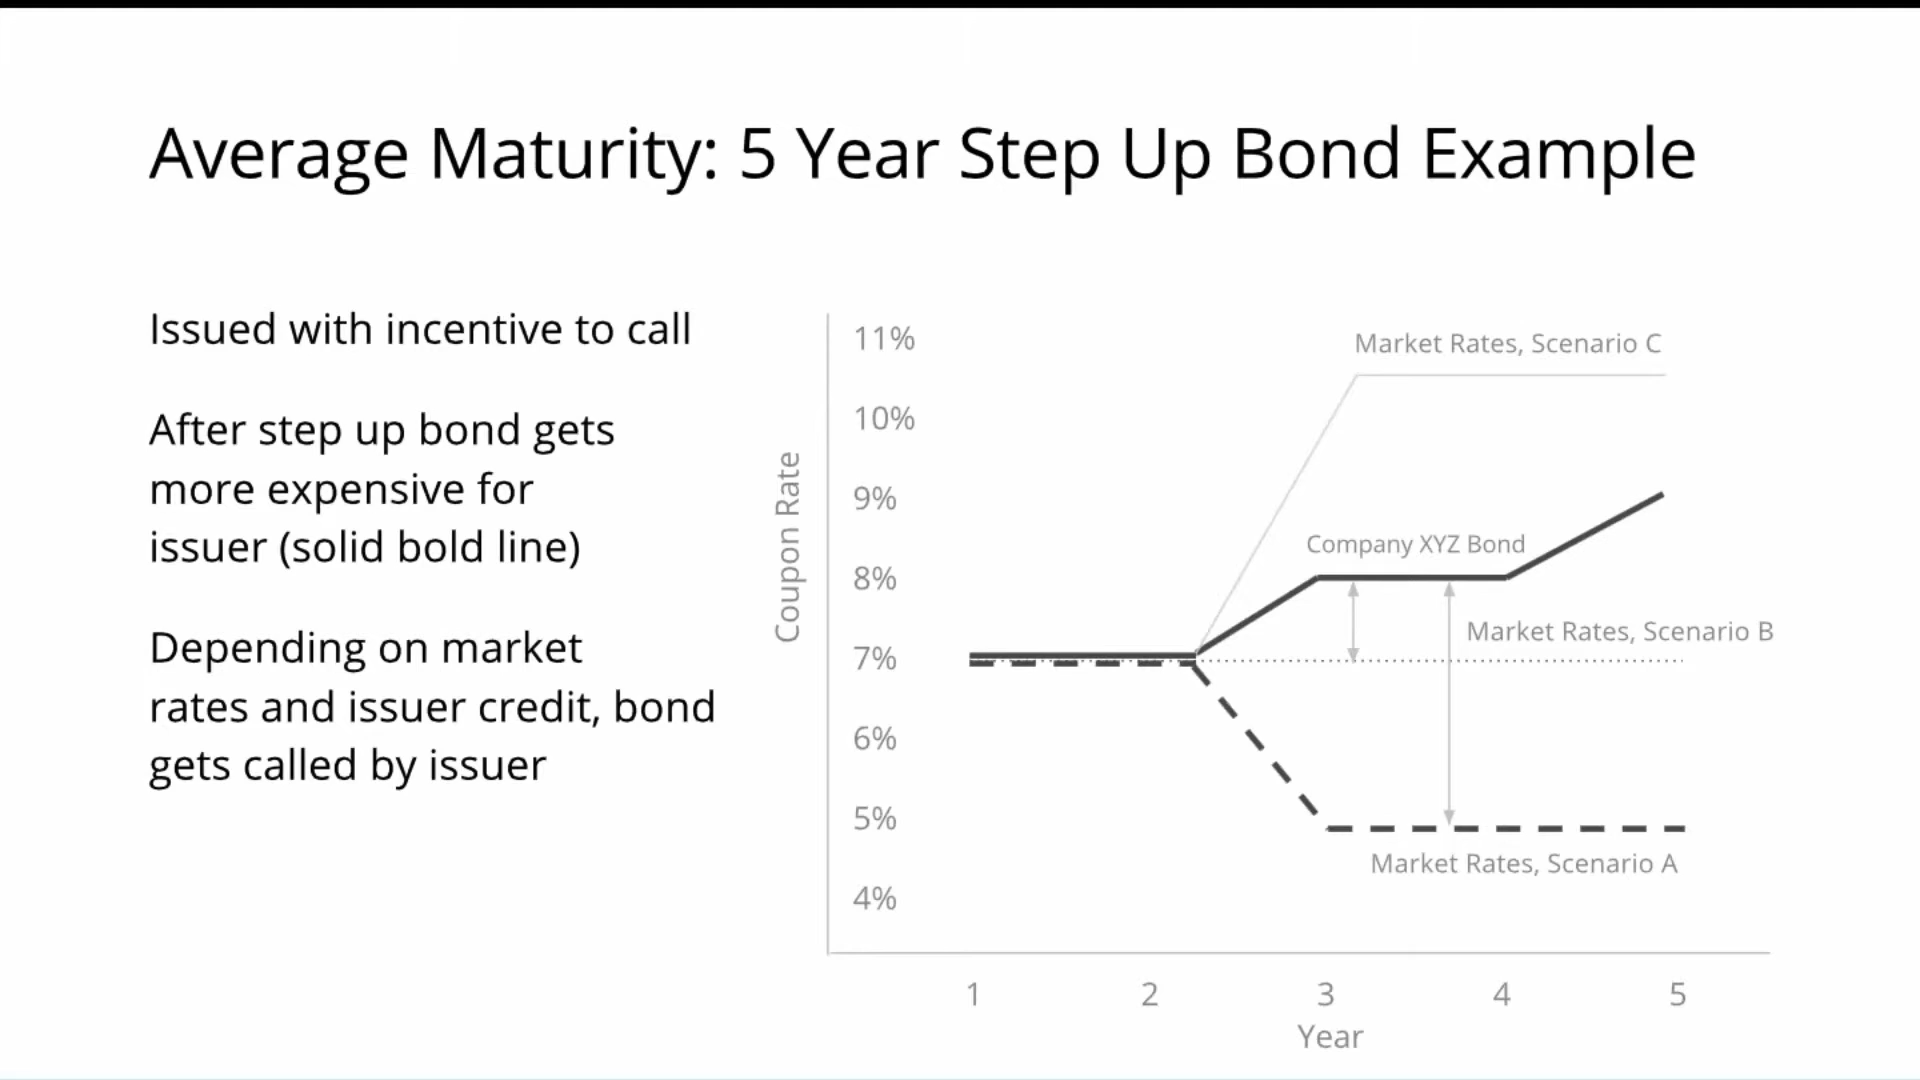 Average Maturity: 5 Year Step Up Bond Example
Issued with incentive to call
After step up bond gets
more expensive for
issuer (solid bold line)
Depending on market
rates and issuer credit, bond
gets called by issuer
Coupon Rate
11%
10%
9%
8%
7%
6%
5%
4%
Market Rates, Scenario C
Company XYZ Bond
Market Rates, Scenario B
Market Rates, Scenario A
1 2 3 4 5
Year